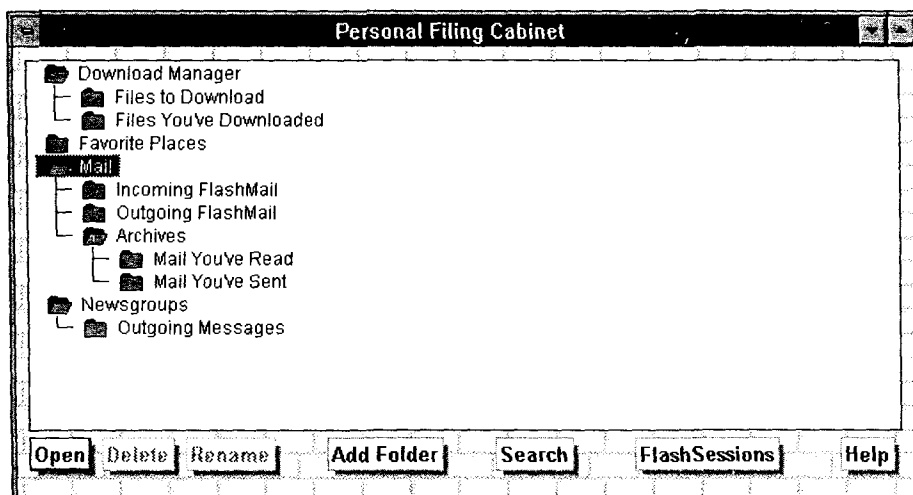 Personal Filing Cabinet
Download Manager
Files to Download
Files You've Downloaded
Favorite Places
Mail
Incoming FlashMail
Outgoing FlashMail
Archives
Mail You've Read
Mail You've Sent
Newsgroups
Outgoing Messages
Open Delete Rename Add Folder Search FlashSessions Help